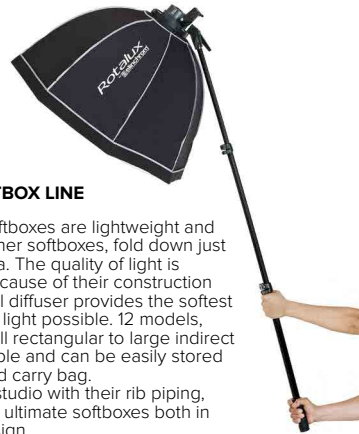 Rotalux
elinchrom
TBOX LINE
ftboxes are lightweight and
her softboxes, fold down just
a. The quality of light is
cause of their construction
l diffuser provides the softest
light possible. 12 models,
ll rectangular to large indirect
ble and can be easily stored
d carry bag.
studio with their rib piping,
ultimate softboxes both in
sign.